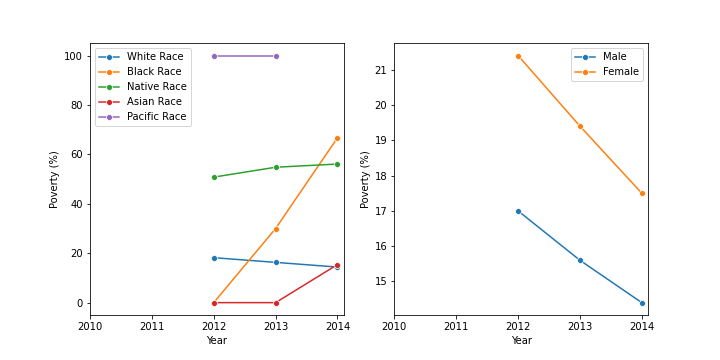 White Race
Black Race
Native Race
Asian Race
Pacific Race
Poverty (%)
100
80
60
40
20
0
2010 2011 2012 2013 2014
Year
Male
Female
Poverty (%)
21
20
19
18
17
16
15
2010 2011 2012 2013 2014
Year